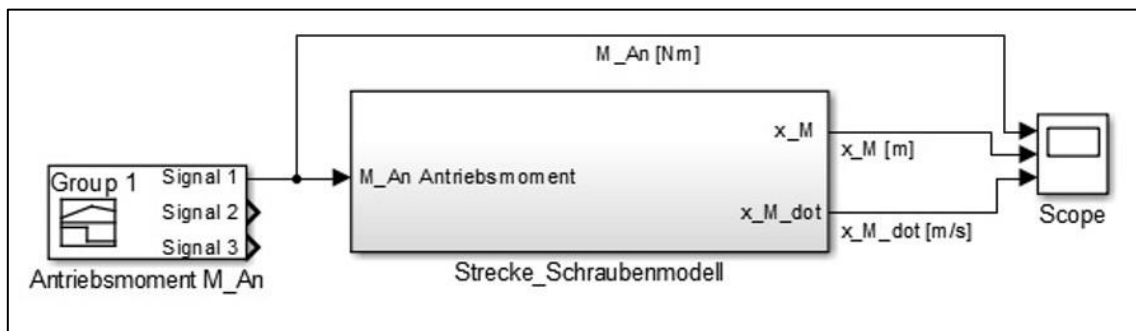 M_An [Nm]
x_M
x_M [m]
Group 1
Signal 1
Signal 2
Signal 3
M_An Antriebsmoment
x_M_dot
x_M_dot [m/s]
Scope
Antriebsmoment M_An
Strecke_Schraubenmodell